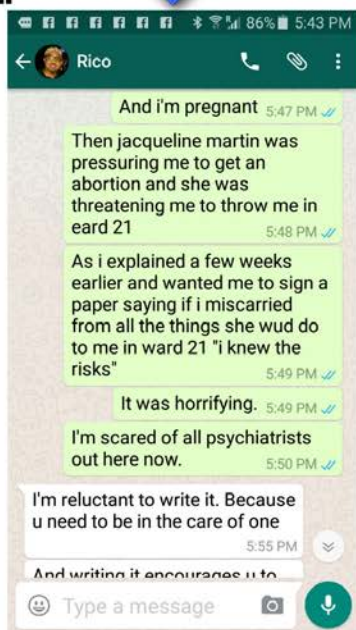 86% 5:43 PM
Rico
And i'm pregnant 5:47 PM
Then jacqueline martin was
pressuring me to get an
abortion and she was
threatening me to throw me in
eard 21 5:48 PM
As i explained a few weeks
earlier and wanted me to sign a
paper saying if i miscarried
from all the things she wud do
to me in ward 21 "i knew the
risks" 5:49 PM
It was horrifying. 5:49 PM
I'm scared of all psychiatrists
out here now. 5:50 PM
I'm reluctant to write it. Because
u need to be in the care of one
5:55 PM
And writing it encourages u to
Type a message